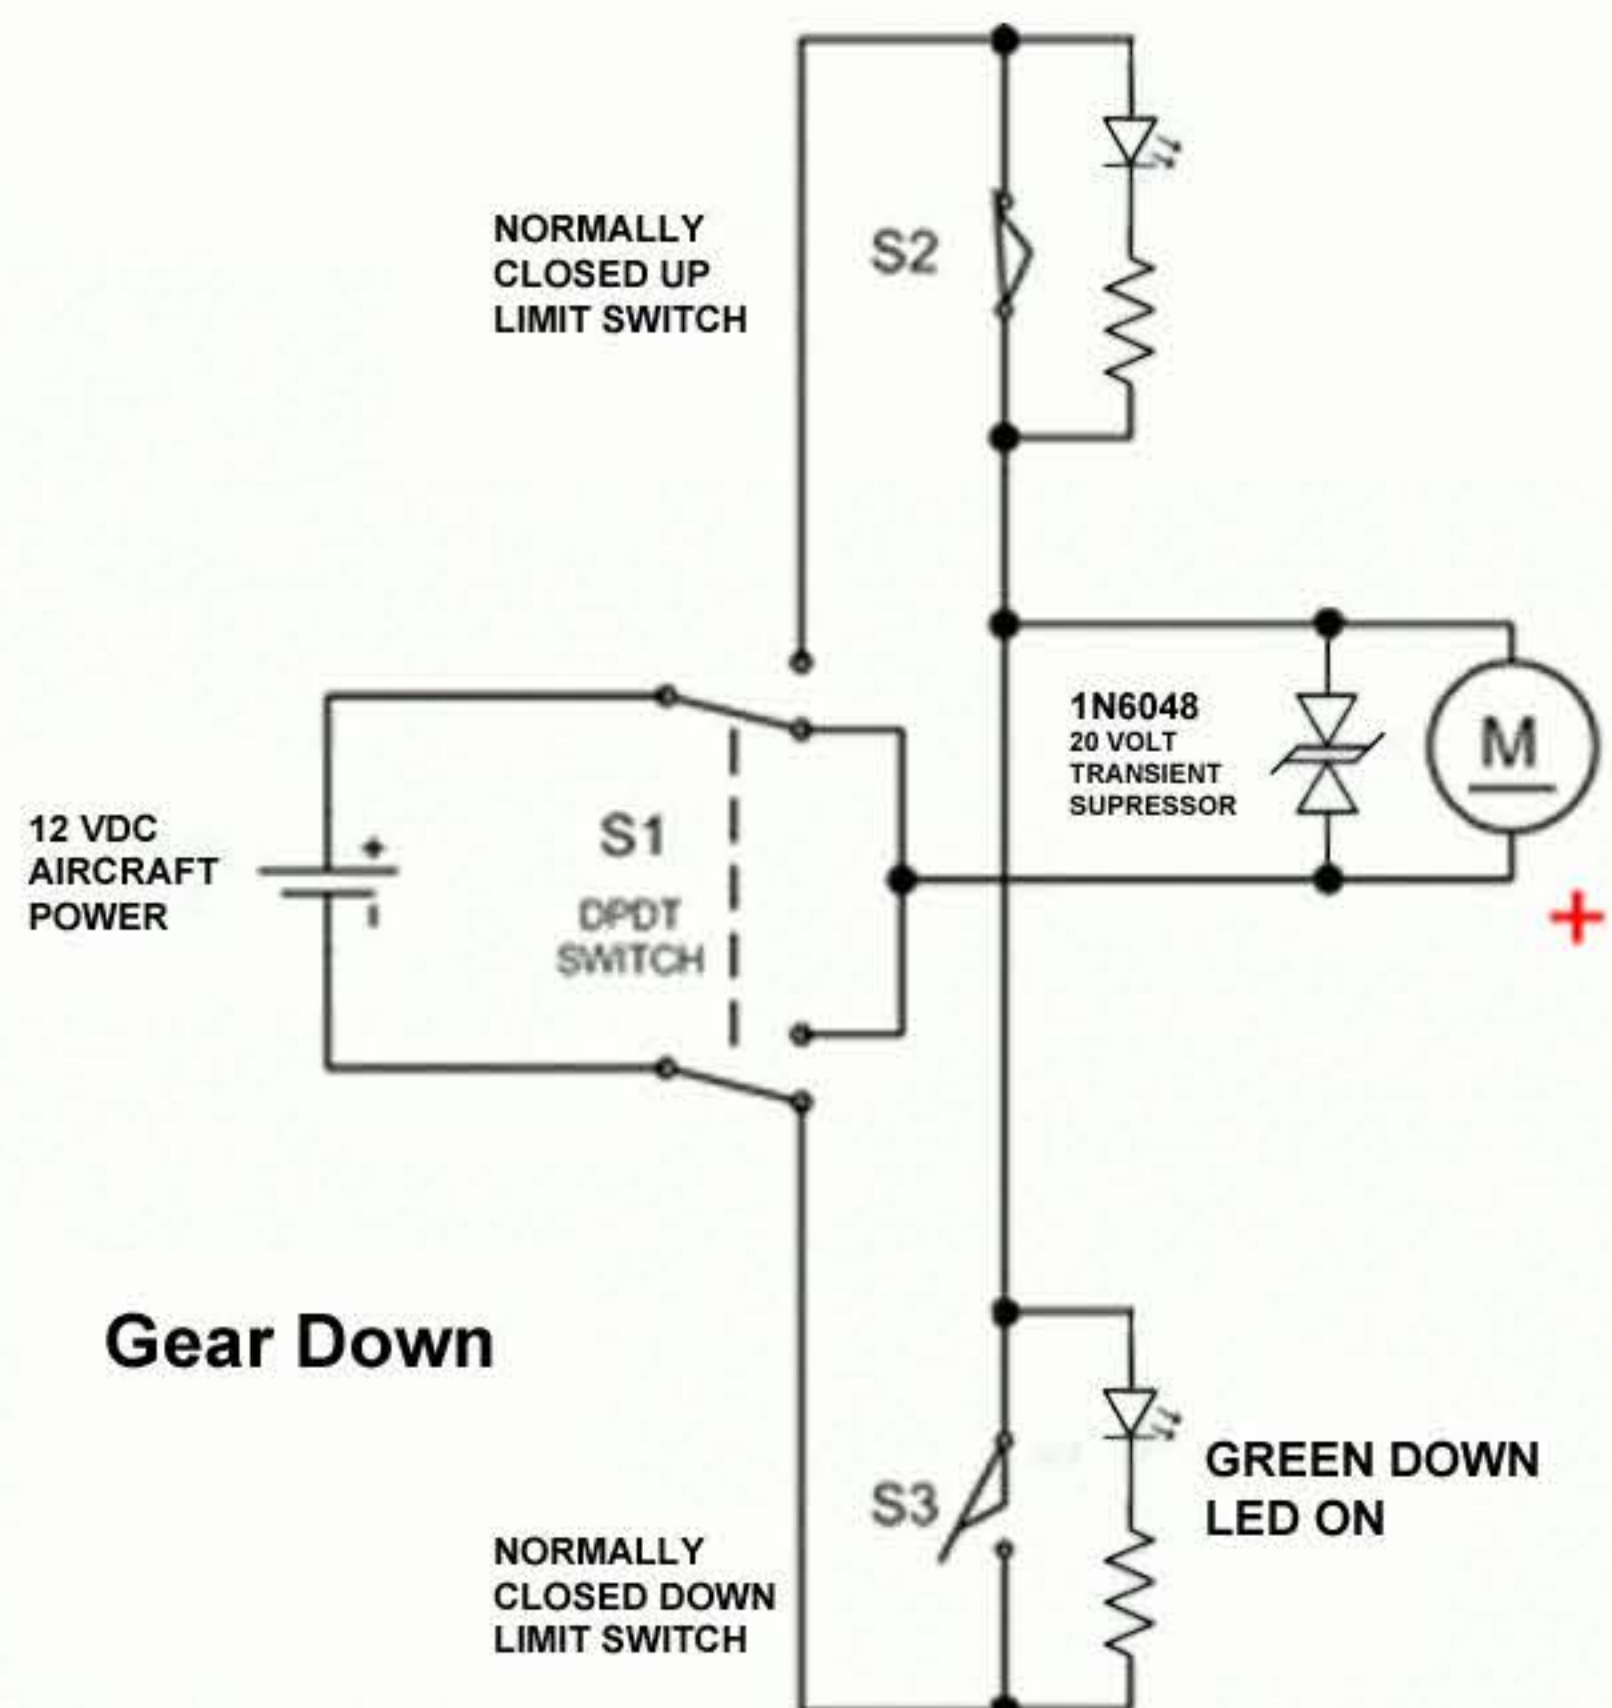 NORMALLY
CLOSED UP
LIMIT SWITCH
S2
12 VDC
AIRCRAFT
POWER
+
-
S1
DPDT
SWITCH
1N6048
20 VOLT
TRANSIENT
SUPRESSOR
M
+
Gear Down
S3
GREEN DOWN
LED ON
NORMALLY
CLOSED DOWN
LIMIT SWITCH